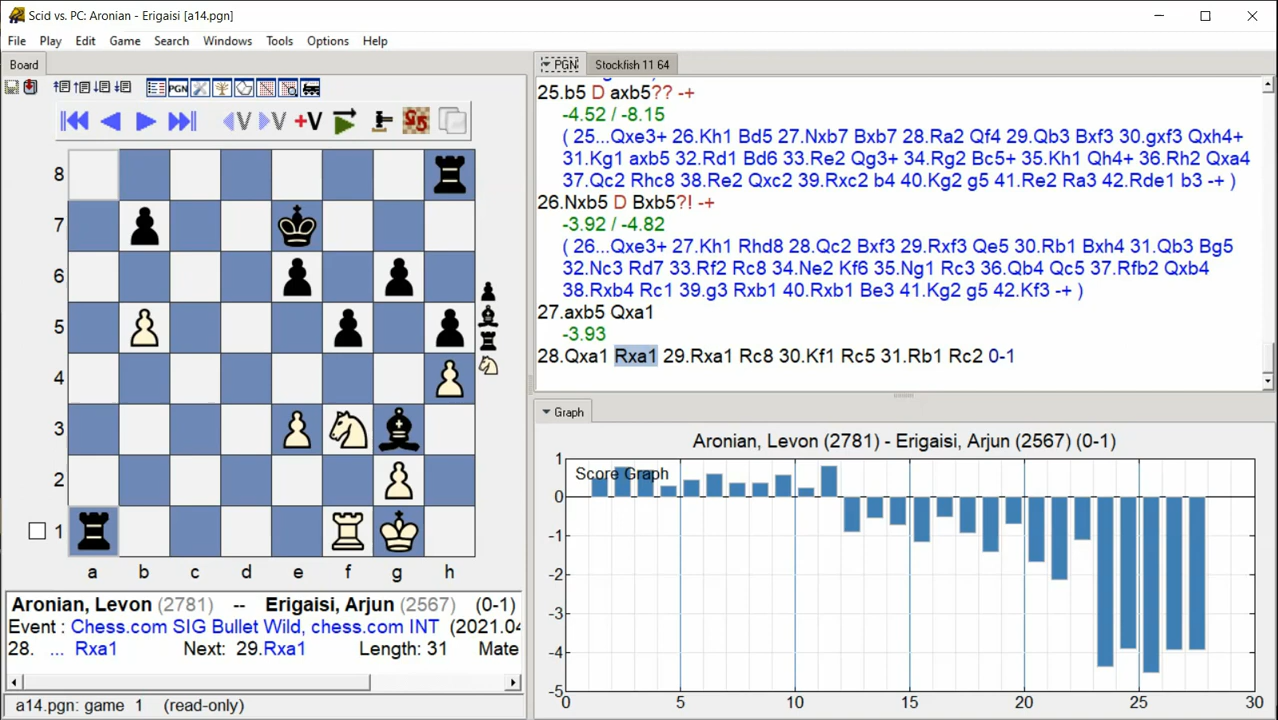 Scid vs. PC: Aronian - Erigaisi [a14.pgn]
File Play Edit Game Search Windows Tools Options Help
Board
PGN
V V +V
8
7
6
5
4
3
2
1
a b c d e f g h
Aronian, Levon (2781) -- Erigaisi, Arjun (2567) (0-1)
Event : Chess.com SIG Bullet Wild, chess.com INT (2021.04
28. ... Rxa1 Next: 29.Rxa1 Length: 31 Mate
a14.pgn: game 1 (read-only)
PGN Stockfish 11 64
25.b5 D axb5?? -+
-4.52 / -8.15
( 25...Qxe3+ 26.Kh1 Bd5 27.Nxb7 Bxb7 28.Ra2 Qf4 29.Qb3 Bxf3 30.gxf3 Qxh4+
31.Kg1 axb5 32.Rd1 Bd6 33.Re2 Qg3+ 34.Rg2 Bc5+ 35.Kh1 Qh4+ 36.Rh2 Qxa4
37.Qc2 Rhc8 38.Re2 Qxc2 39.Rxc2 b4 40.Kg2 g5 41.Re2 Ra3 42.Rde1 b3 -+ )
26.Nxb5 D Bxb5?! -+
-3.92 / -4.82
( 26...Qxe3+ 27.Kh1 Rhd8 28.Qc2 Bxf3 29.Rxf3 Qe5 30.Rb1 Bxh4 31.Qb3 Bg5
32.Nc3 Rd7 33.Rf2 Rc8 34.Ne2 Kf6 35.Ng1 Rc3 36.Qb4 Qc5 37.Rfb2 Qxb4
38.Rxb4 Rc1 39.g3 Rxb1 40.Rxb1 Be3 41.Kg2 g5 42.Kf3 -+ )
27.axb5 Qxa1
-3.93
28.Qxa1 Rxa1 29.Rxa1 Rc8 30.Kf1 Rc5 31.Rb1 Rc2 0-1
Graph
Aronian, Levon (2781) - Erigaisi, Arjun (2567) (0-1)
Score Graph
1
0
-1
-2
-3
-4
-5
0 5 10 15 20 25 30